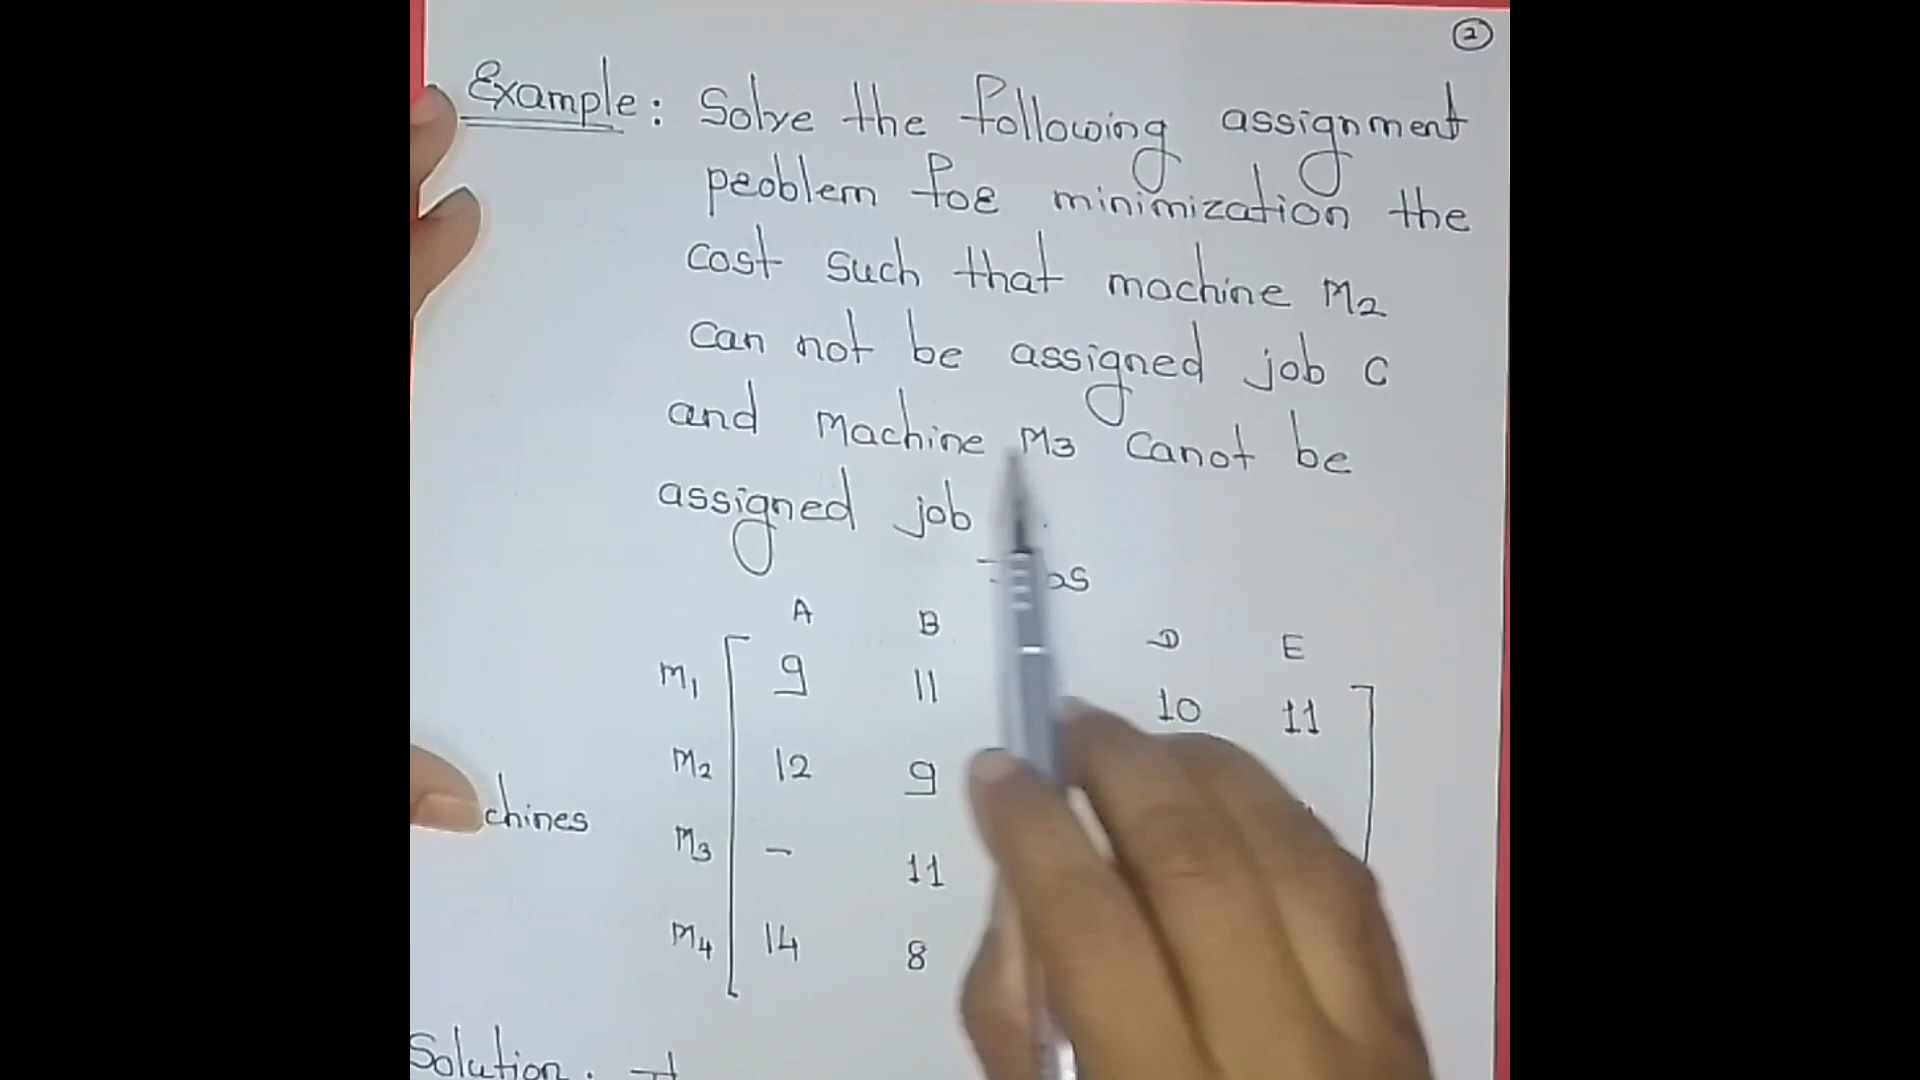 2
Example: Solve the following assignment
problem for minimization the
cost such that machine M2
can not be assigned job C
and Machine M3 canot be
assigned job
A B D E
M1 9 11 10 11
M2 12 9
chines
M3 - 11
M4 14 8
Solution: